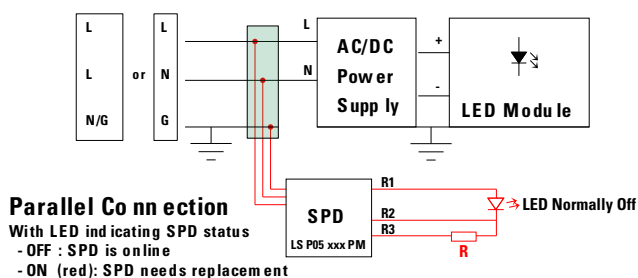 L
L
N/G
or
L
N
G
L
N
AC/DC
Power
Supply
+
-
LED Module
SPD
LS P05 xxx PM
R1
R2
R3
R
LED Normally Off
Parallel Connection
With LED indicating SPD status
- OFF : SPD is online
- ON (red): SPD needs replacement